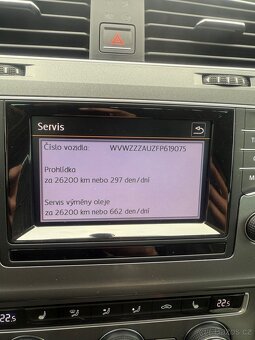 Servis
Číslo vozidla: WVWZZZAUZFP619075
Prohlídka
za 26200 km nebo 297 den/dní
Servis výměny oleje
za 26200 km nebo 662 den/dní
22.5
22.5